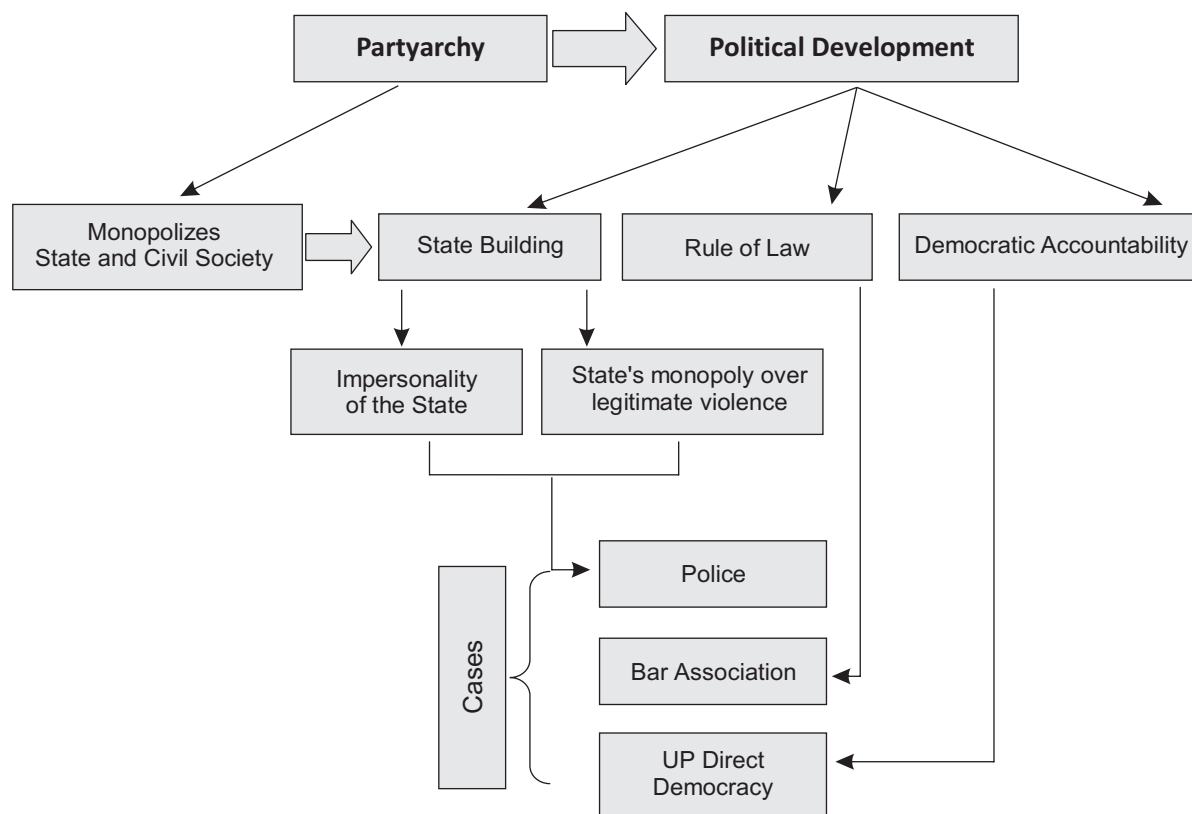 Partyarchy
Political Development
Monopolizes
State and Civil Society
State Building
Rule of Law
Democratic Accountability
Impersonality
of the State
State's monopoly over
legitimate violence
Cases
Police
Bar Association
UP Direct
Democracy